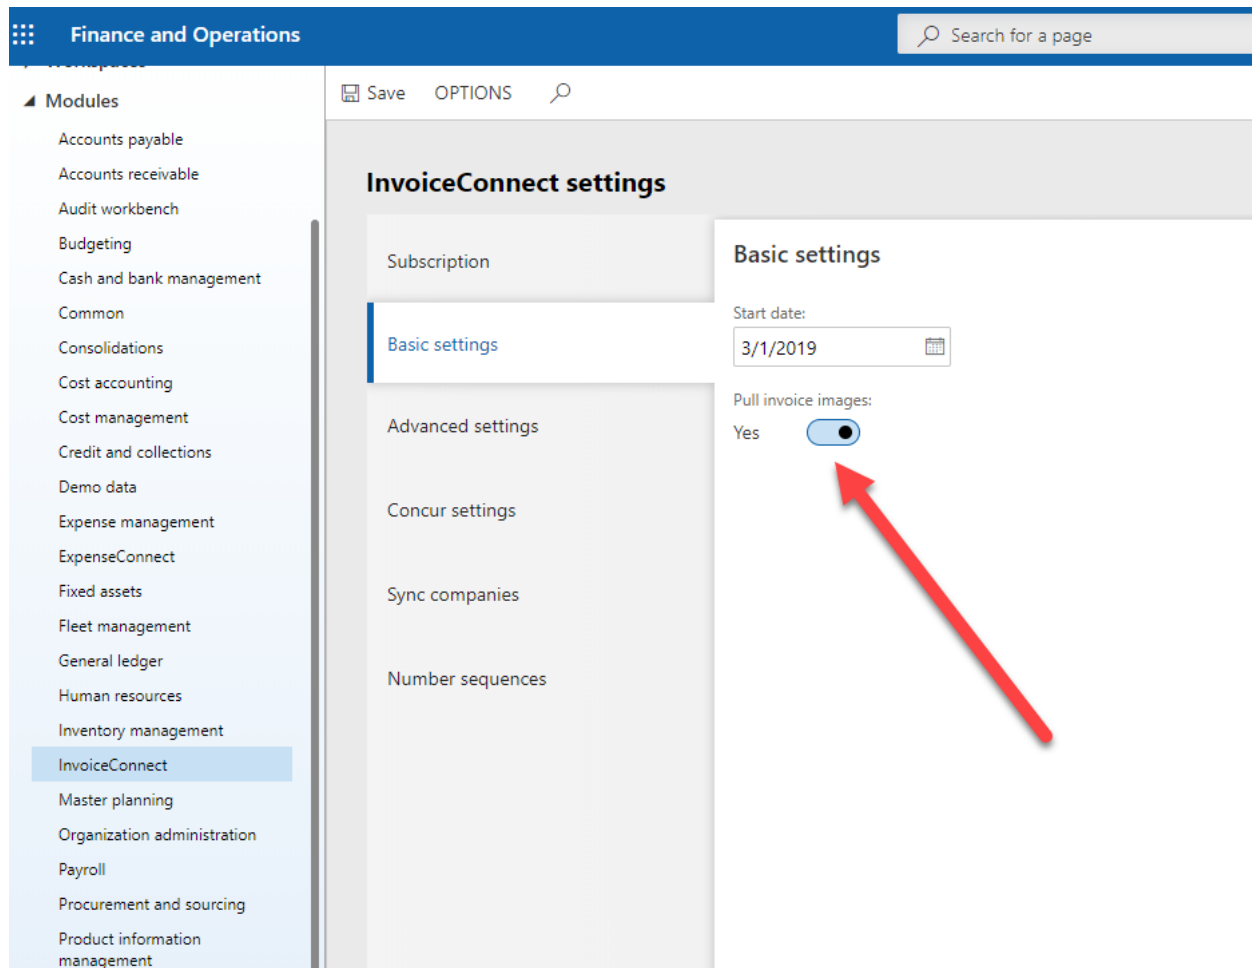 Finance and Operations
Search for a page
Modules
Accounts payable
Accounts receivable
Audit workbench
Budgeting
Cash and bank management
Common
Consolidations
Cost accounting
Cost management
Credit and collections
Demo data
Expense management
ExpenseConnect
Fixed assets
Fleet management
General ledger
Human resources
Inventory management
InvoiceConnect
Master planning
Organization administration
Payroll
Procurement and sourcing
Product information
management
Save OPTIONS
InvoiceConnect settings
Subscription
Basic settings
Advanced settings
Concur settings
Sync companies
Number sequences
Basic settings
Start date:
3/1/2019
Pull invoice images:
Yes